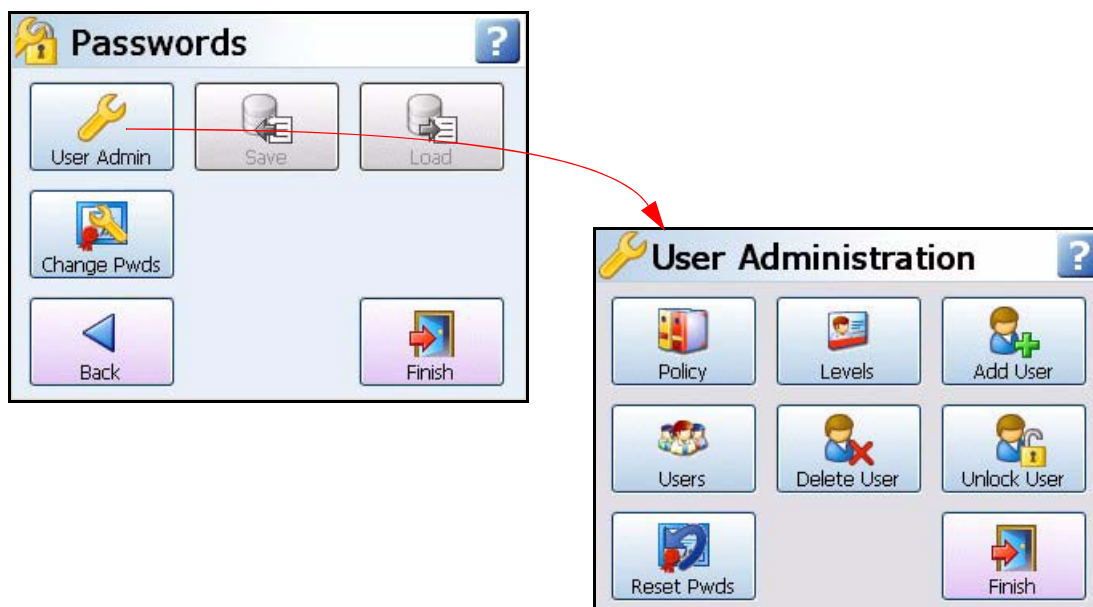 Passwords ?
User Admin Save Load
Change Pwds
Back Finish
User Administration ?
Policy Levels Add User
Users Delete User Unlock User
Reset Pwds Finish